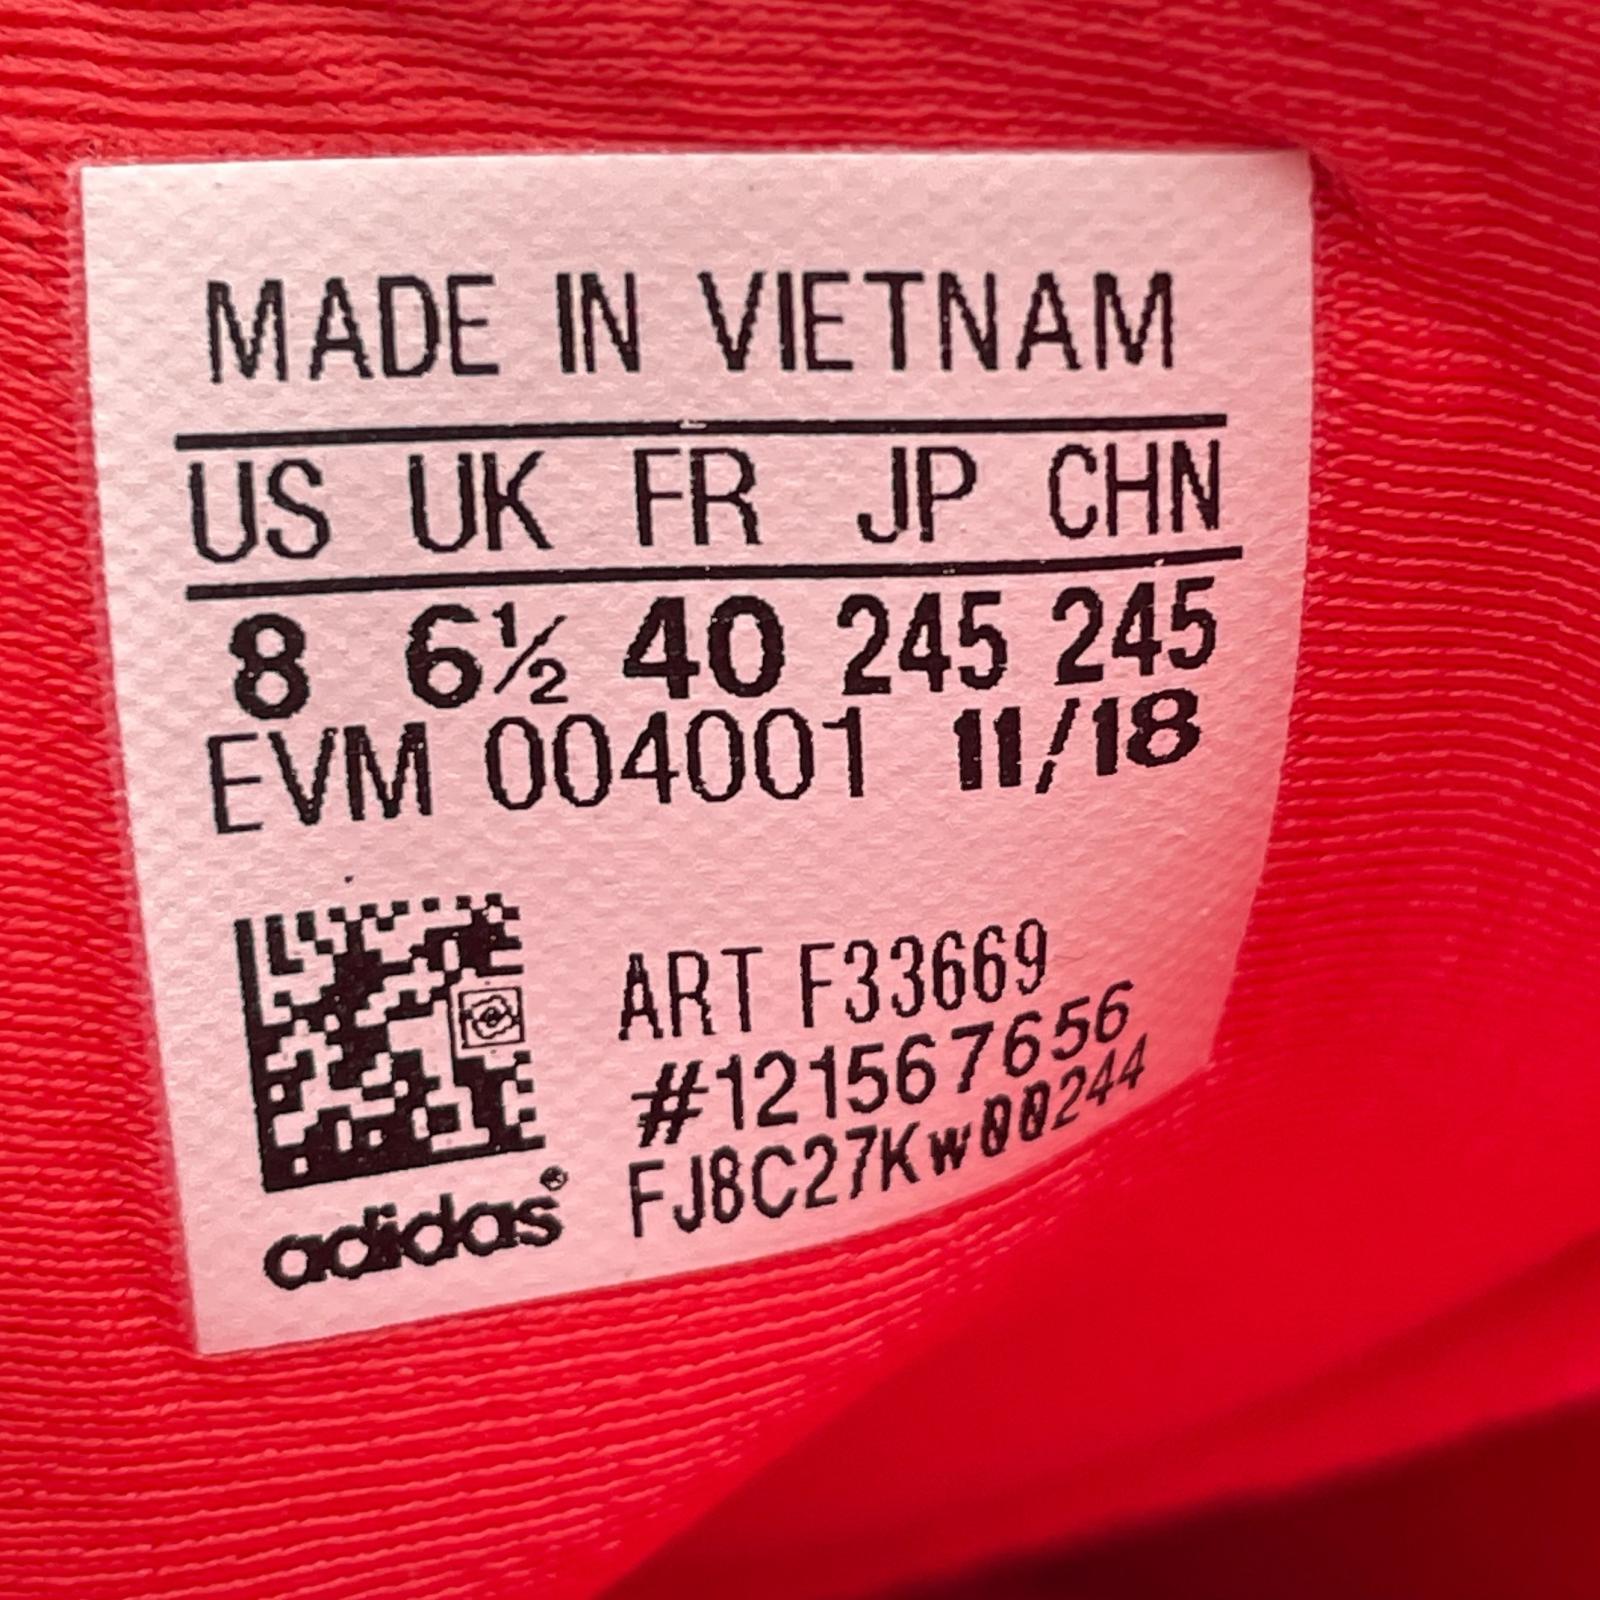 MADE IN VIETNAM
US UK FR JP CHN
8 6½ 40 245 245
EVM 004001 11/18
ART F33669
#121567656
FJ8C27Kw00244
adidas®